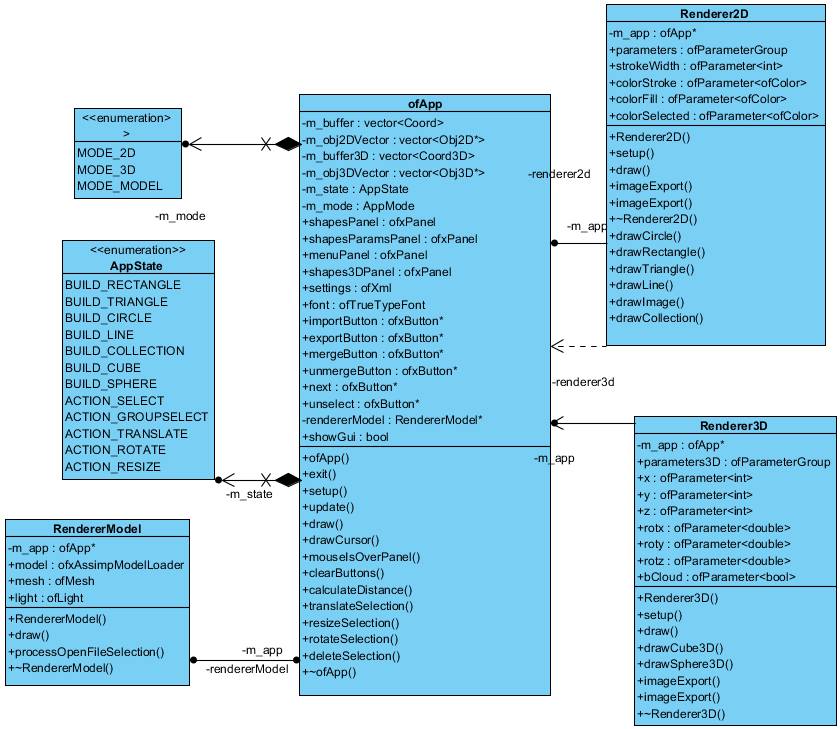 <<enumeration>
>
MODE_2D
MODE_3D
MODE_MODEL
-m_mode
<<enumeration>>
AppState
BUILD_RECTANGLE
BUILD_TRIANGLE
BUILD_CIRCLE
BUILD_LINE
BUILD_COLLECTION
BUILD_CUBE
BUILD_SPHERE
ACTION_SELECT
ACTION_GROUPSELECT
ACTION_TRANSLATE
ACTION_ROTATE
ACTION_RESIZE
-m_state
RendererModel
-m_app : ofApp*
+model : ofxAssimpModelLoader
+mesh : ofMesh
+light : ofLight
+RendererModel()
+draw()
+processOpenFileSelection()
+~RendererModel()
-m_app
-rendererModel
ofApp
-m_buffer : vector<Coord>
-m_obj2DVector : vector<Obj2D*>
-m_buffer3D : vector<Coord3D>
-m_obj3DVector : vector<Obj3D*>
-m_state : AppState
-m_mode : AppMode
+shapesPanel : ofxPanel
+shapesParamsPanel : ofxPanel
+menuPanel : ofxPanel
+shapes3DPanel : ofxPanel
+settings : ofXml
+font : ofTrueTypeFont
+importButton : ofxButton*
+exportButton : ofxButton*
+mergeButton : ofxButton*
+unmergeButton : ofxButton*
+next : ofxButton*
+unselect : ofxButton*
-rendererModel : RendererModel*
+showGui : bool
+ofApp()
+exit()
+setup()
+update()
+draw()
+drawCursor()
+mouseIsOverPanel()
+clearButtons()
+calculateDistance()
+translateSelection()
+resizeSelection()
+rotateSelection()
+deleteSelection()
+~ofApp()
-renderer2d
-m_app
-renderer3d
-m_app
Renderer2D
-m_app : ofApp*
+parameters : ofParameterGroup
+strokeWidth : ofParameter<int>
+colorStroke : ofParameter<ofColor>
+colorFill : ofParameter<ofColor>
+colorSelected : ofParameter<ofColor>
+Renderer2D()
+setup()
+draw()
+imageExport()
+imageExport()
+~Renderer2D()
+drawCircle()
+drawRectangle()
+drawTriangle()
+drawLine()
+drawImage()
+drawCollection()
Renderer3D
-m_app : ofApp*
+parameters3D : ofParameterGroup
+x : ofParameter<int>
+y : ofParameter<int>
+z : ofParameter<int>
+rotx : ofParameter<double>
+roty : ofParameter<double>
+rotz : ofParameter<double>
+bCloud : ofParameter<bool>
+Renderer3D()
+setup()
+draw()
+drawCube3D()
+drawSphere3D()
+imageExport()
+imageExport()
+~Renderer3D()